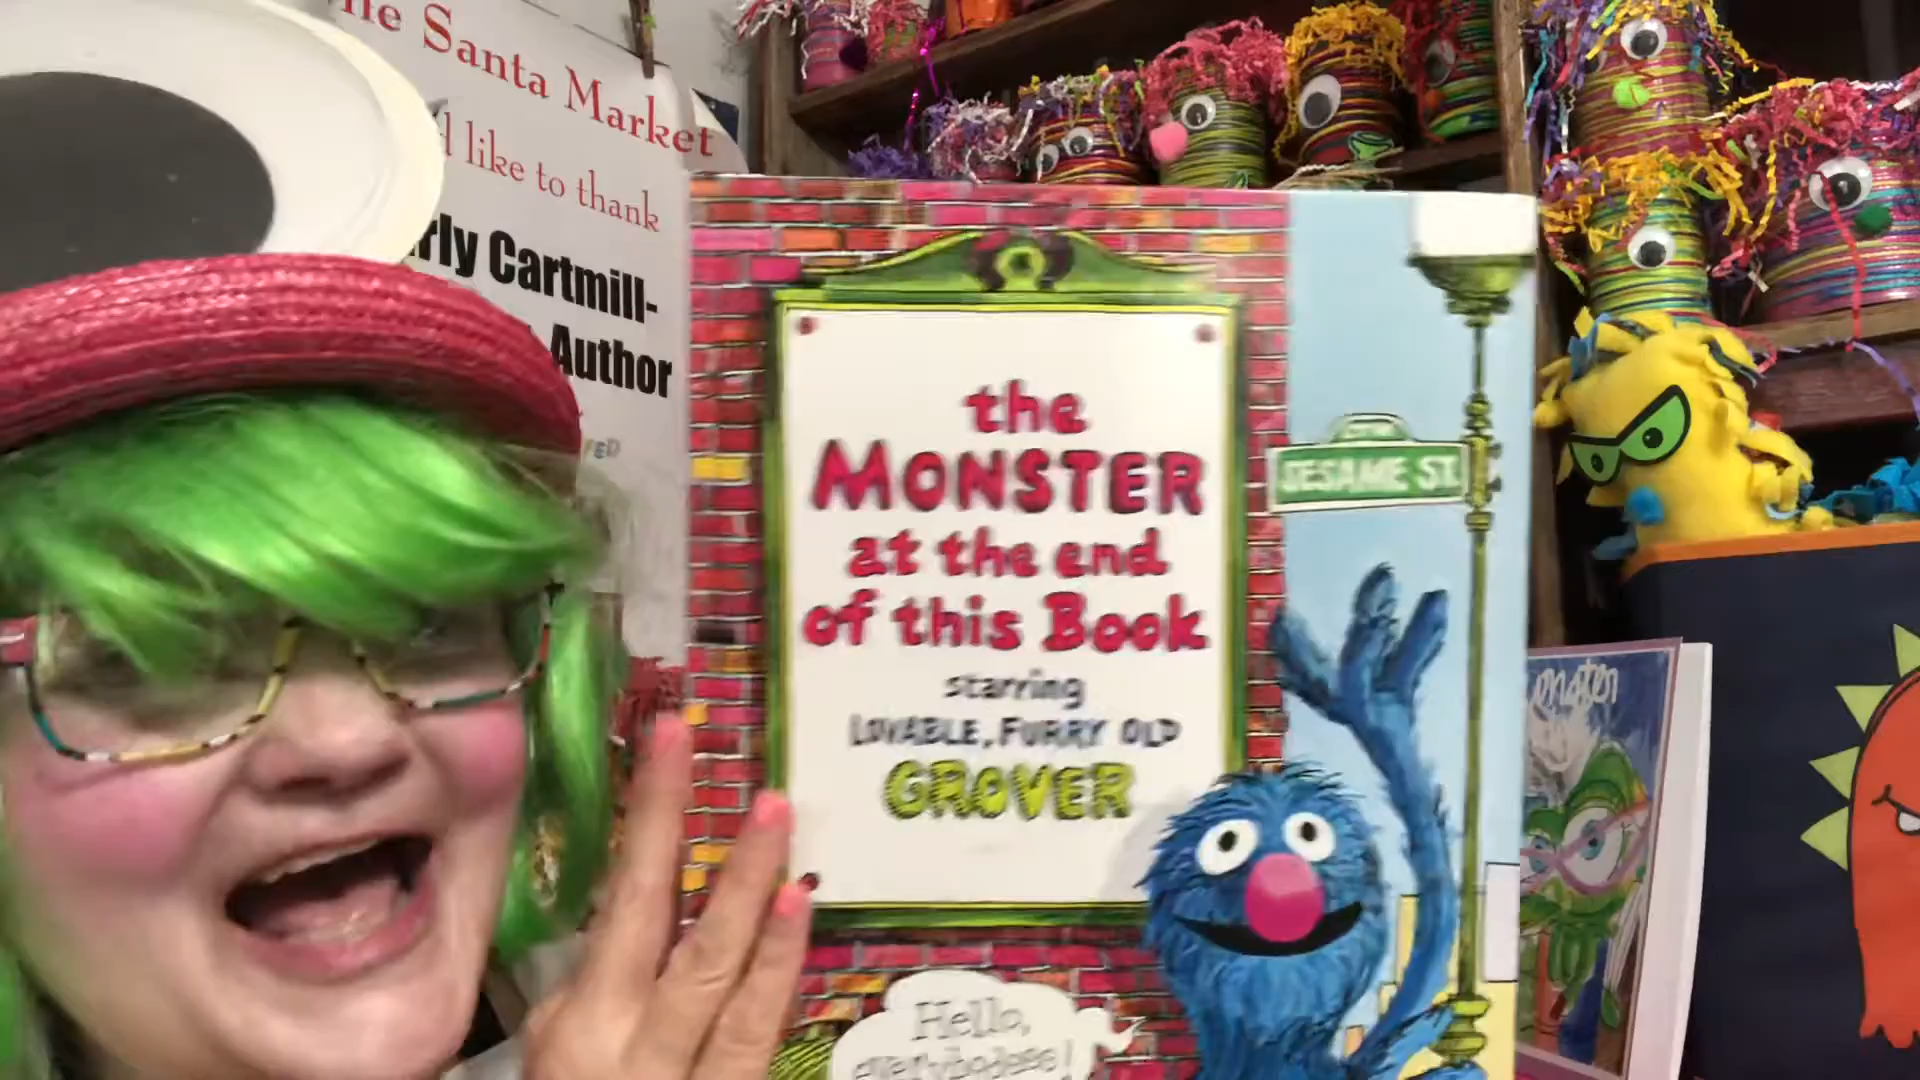 Santa Market
like to thank
Cartmill-
Author
the
MONSTER
at the end
of this Book
starring
LOVABLE, FURRY OLD
GROVER
SESAME ST.
Hello,
everybodeee!